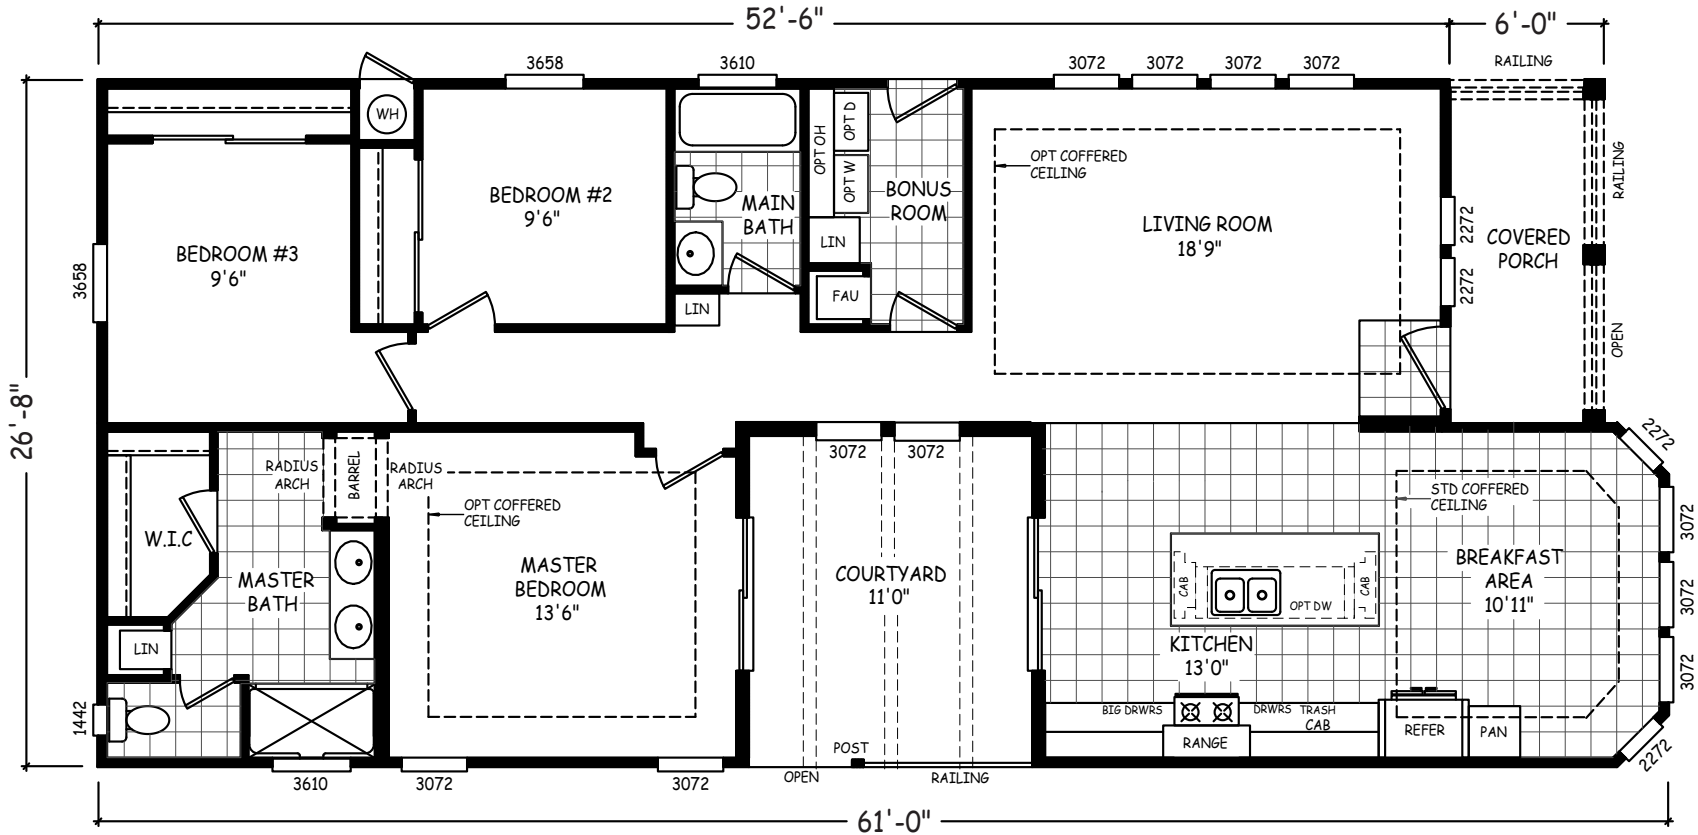 52'-6"
6'-0"
RAILING
3658
3610
3072
3072
3072
3072
WH
OPT OH
OPT D
OPT W
OPT COFFERED
CEILING
RAILING
BEDROOM #2
9'6"
MAIN
BATH
BONUS
ROOM
LIVING ROOM
18'9"
2272
2272
COVERED
PORCH
BEDROOM #3
9'6"
3658
LIN
LIN
FAU
OPEN
26'-8"
RADIUS
ARCH
BARREL
RADIUS
ARCH
3072
3072
2272
OPT COFFERED
CEILING
STD COFFERED
CEILING
3072
W.I.C
MASTER
BATH
MASTER
BEDROOM
13'6"
COURTYARD
11'0"
CAB
CAB
OPT DW
BREAKFAST
AREA
10'11"
3072
LIN
KITCHEN
13'0"
3072
1442
BIG DRWRS
DRWRS
TRASH
CAB
RANGE
REFER
PAN
2272
POST
3610
3072
3072
OPEN
RAILING
61'-0"